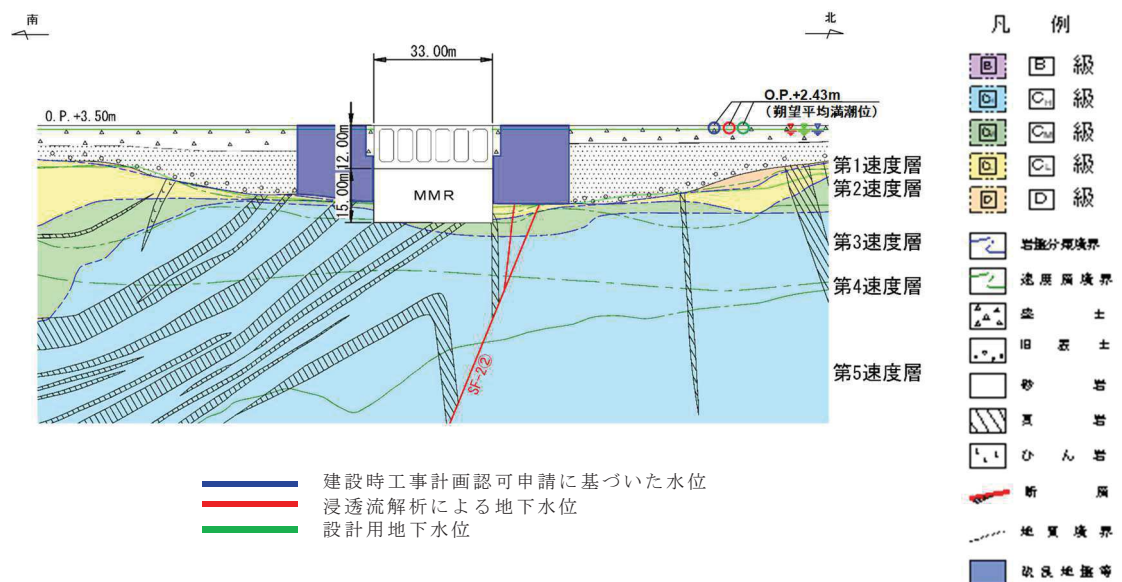 南
北
33.00m
O.P.+2.43m
(朔望平均満潮位)
O.P.+3.50m
12.00m
15.00m
MMR
第1速度層
第2速度層
第3速度層
第4速度層
第5速度層
SF-2②
建設時工事計画認可申請に基づいた水位
浸透流解析による地下水位
設計用地下水位
凡 例
B B 級
CH 級
CM 級
CL 級
D D 級
岩盤分類境界
速度層境界
盛 土
旧 表 土
砂 岩
頁 岩
ひ ん 岩
断 層
地 質 境 界
改良地盤等